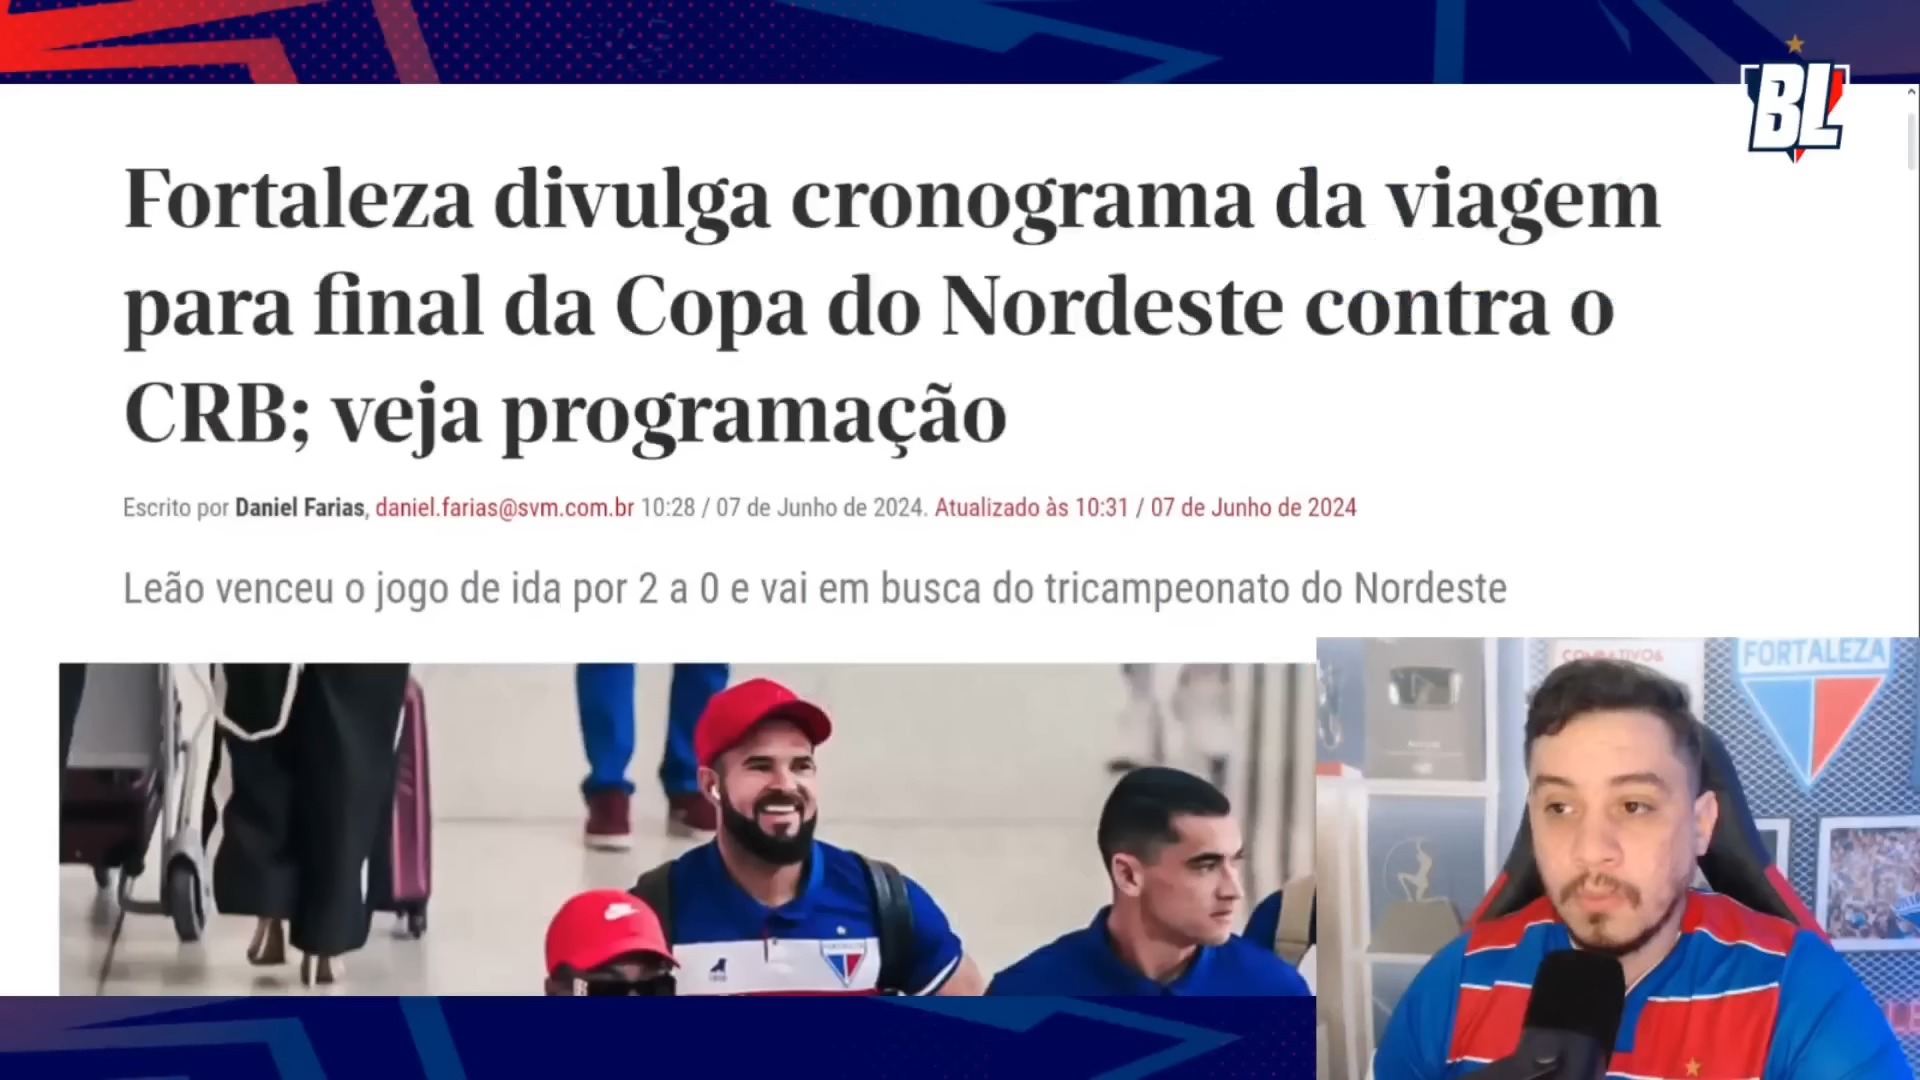 BL
Fortaleza divulga cronograma da viagem
para final da Copa do Nordeste contra o
CRB; veja programação
Escrito por Daniel Farias, daniel.farias@svm.com.br 10:28 / 07 de Junho de 2024. Atualizado às 10:31 / 07 de Junho de 2024
Leão venceu o jogo de ida por 2 a 0 e vai em busca do tricampeonato do Nordeste
FORTALEZA